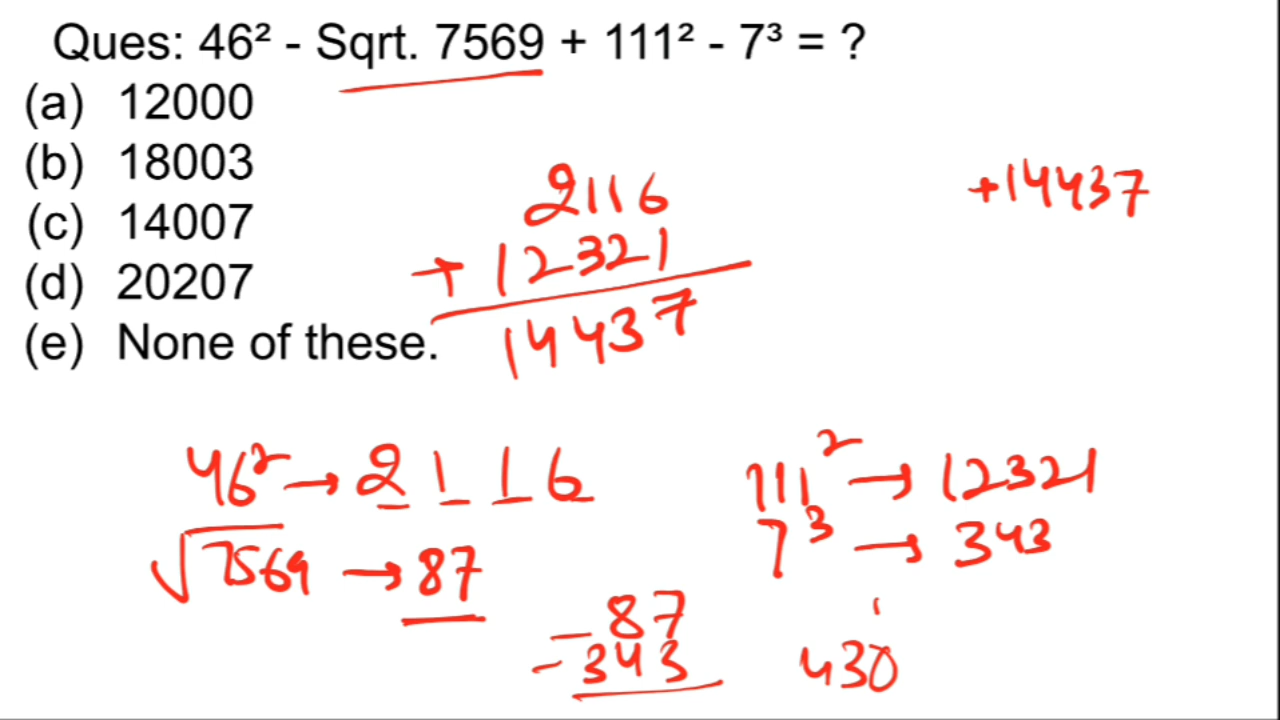 Ques: 46² - Sqrt. 7569 + 111² - 7³ = ?
(a) 12000
(b) 18003
(c) 14007
(d) 20207
(e) None of these.
2116
+ 12321
14437
+14437
46² → 2116
√7569 → 87
111² → 12321
7³ → 343
- 87
- 343
430